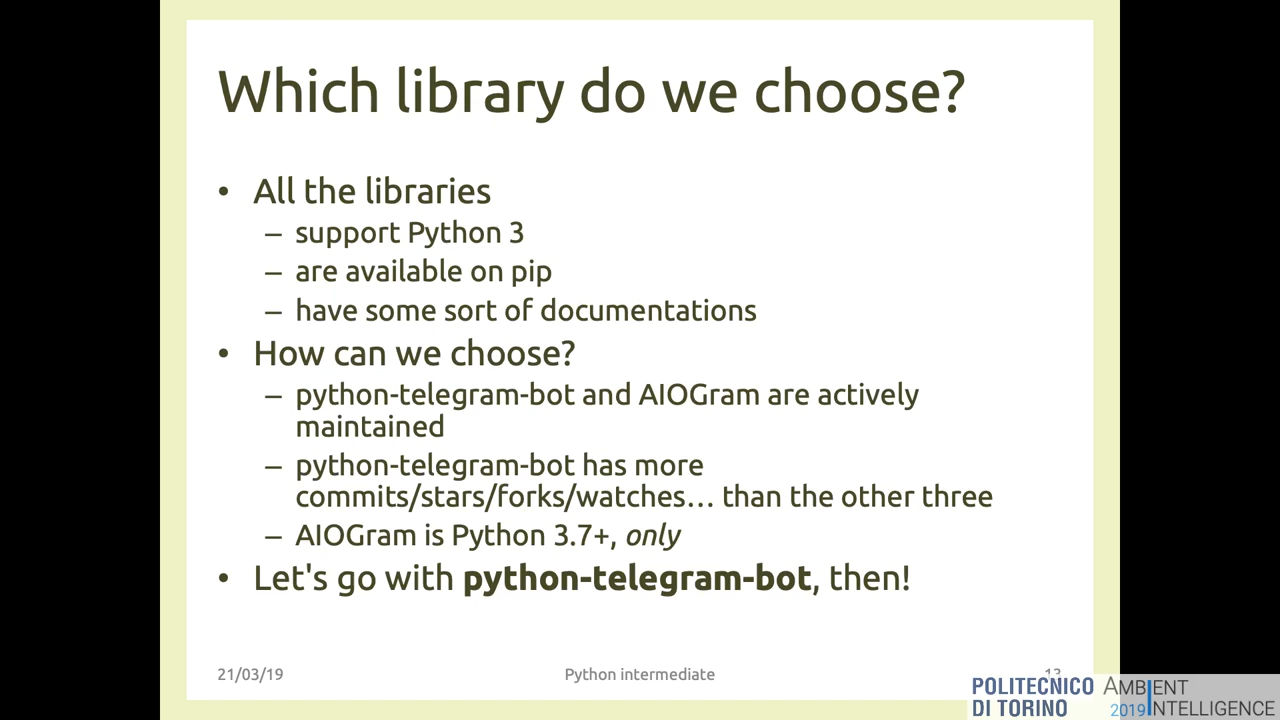 Which library do we choose?
• All the libraries
– support Python 3
– are available on pip
– have some sort of documentations
• How can we choose?
– python-telegram-bot and AIOGram are actively
maintained
– python-telegram-bot has more
commits/stars/forks/watches… than the other three
– AIOGram is Python 3.7+, only
• Let's go with python-telegram-bot, then!
21/03/19
Python intermediate
13
POLITECNICO
DI TORINO
AMBIENT
2019 INTELLIGENCE